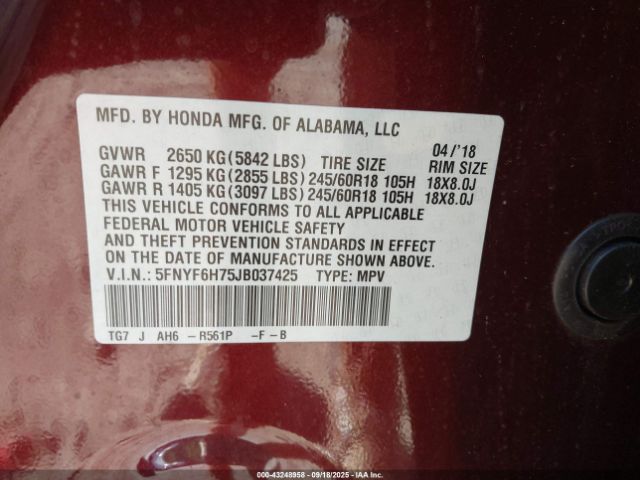 MFD. BY HONDA MFG. OF ALABAMA, LLC
04/'18
GVWR 2650 KG (5842 LBS) TIRE SIZE RIM SIZE
GAWR F 1295 KG (2855 LBS) 245/60R18 105H 18X8.0J
GAWR R 1405 KG (3097 LBS) 245/60R18 105H 18X8.0J
THIS VEHICLE CONFORMS TO ALL APPLICABLE
FEDERAL MOTOR VEHICLE SAFETY
AND THEFT PREVENTION STANDARDS IN EFFECT
ON THE DATE OF MANUFACTURE SHOWN ABOVE.
V.I.N.: 5FNYF6H75JB037425 TYPE: MPV
TG7 J AH6 -R561P -F-B
000-43248958 - 09/18/2025 - IAA Inc.